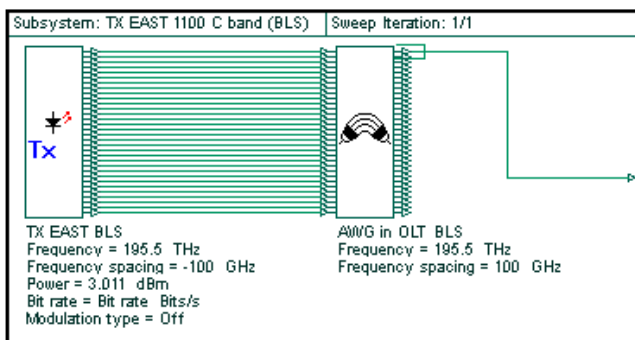 Subsystem: TX EAST 1100 C band (BLS)
Sweep Iteration: 1/1
Tx
TX EAST BLS
Frequency = 195.5 THz
Frequency spacing = -100 GHz
Power = 3.011 dBm
Bit rate = Bit rate Bits/s
Modulation type = Off
AWG in OLT BLS
Frequency = 195.5 THz
Frequency spacing = 100 GHz